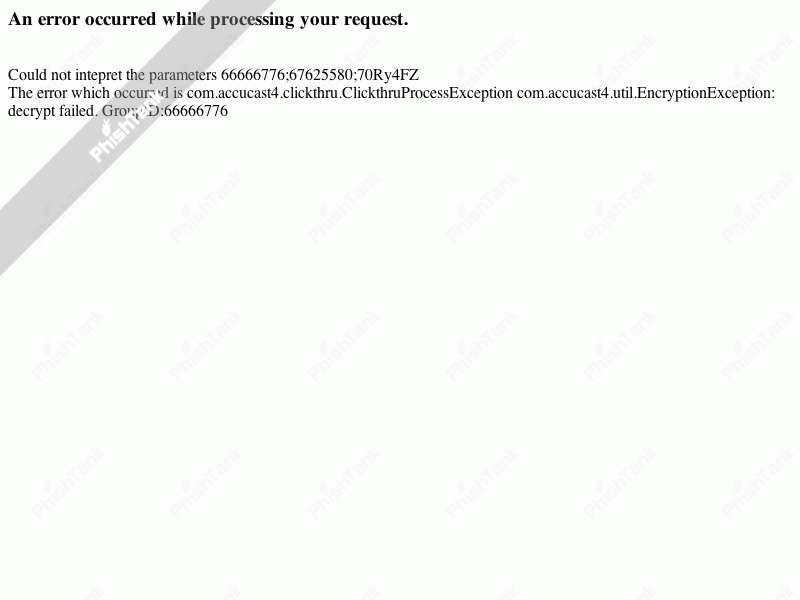 An error occurred while processing your request.
Could not intepret the parameters 66666776;67625580;70Ry4FZ
The error which occurred is com.accucast4.clickthru.ClickthruProcessException com.accucast4.util.EncryptionException:
decrypt failed. GroupID:66666776
PhishTank